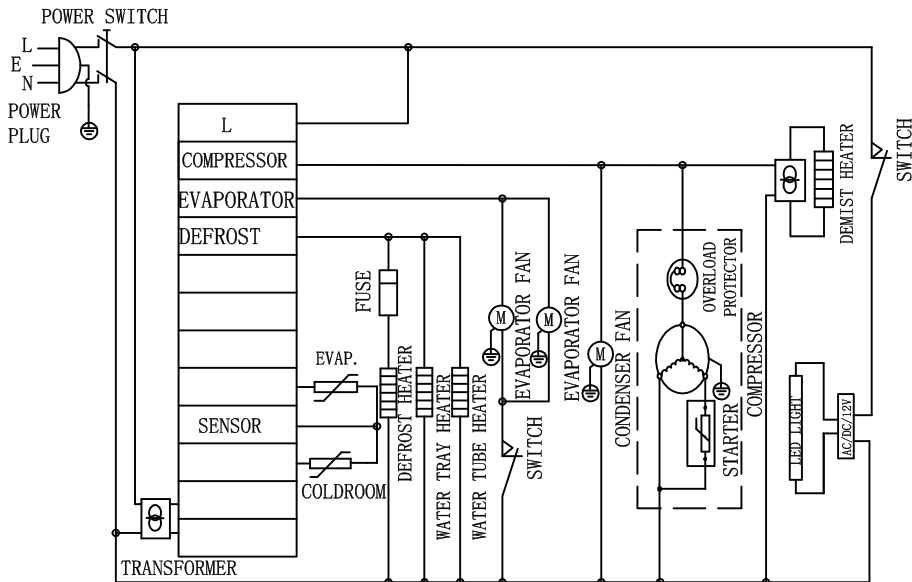 POWER SWITCH
L
E
N
POWER
PLUG
L
COMPRESSOR
EVAPORATOR
DEFROST
SENSOR
TRANSFORMER
EVAP.
COLDROOM
FUSE
DEFROST HEATER
WATER TRAY HEATER
WATER TUBE HEATER
M
EVAPORATOR FAN
M
EVAPORATOR FAN
SWITCH
M
CONDENSER FAN
OVERLOAD
PROTECTOR
STARTER
COMPRESSOR
DEMIST HEATER
SWITCH
LED LIGHT
AC/DC/12V